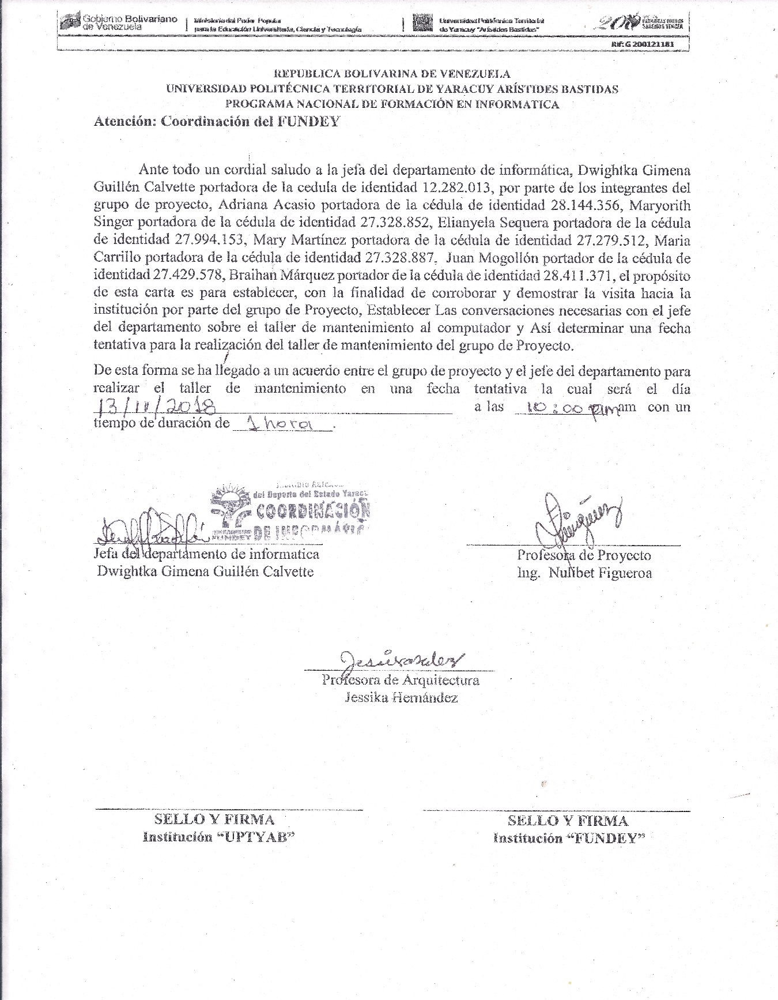 Gobierno Bolivariano de Venezuela
Ministerio del Poder Popular
para la Educación Universitaria, Ciencia y Tecnología
Universidad Politécnica Territorial
de Yaracuy "Arístides Bastidas"
Rif: G 200121181
REPUBLICA BOLIVARINA DE VENEZUELA
UNIVERSIDAD POLITÉCNICA TERRITORIAL DE YARACUY ARÍSTIDES BASTIDAS
PROGRAMA NACIONAL DE FORMACIÓN EN INFORMATICA
Atención: Coordinación del FUNDEY
Ante todo un cordial saludo a la jefa del departamento de informática, Dwightka Gimena
Guillén Calvette portadora de la cedula de identidad 12.282.013, por parte de los integrantes del
grupo de proyecto, Adriana Acasio portadora de la cédula de identidad 28.144.356, Maryorith
Singer portadora de la cédula de identidad 27.328.852, Elianyela Sequera portadora de la cédula
de identidad 27.994.153, Mary Martínez portadora de la cédula de identidad 27.279.512, Maria
Carrillo portadora de la cédula de identidad 27.328.887, Juan Mogollón portador de la cédula de
identidad 27.429.578, Braihan Márquez portador de la cédula de identidad 28.411.371, el propósito
de esta carta es para establecer, con la finalidad de corroborar y demostrar la visita hacia la
institución por parte del grupo de Proyecto, Establecer Las conversaciones necesarias con el jefe
del departamento sobre el taller de mantenimiento al computador y Así determinar una fecha
tentativa para la realización del taller de mantenimiento del grupo de Proyecto.
De esta forma se ha llegado a un acuerdo entre el grupo de proyecto y el jefe del departamento para
realizar el taller de mantenimiento en una fecha tentativa la cual será el día
13/11/2018 a las 10:00 am con un
tiempo de duración de 1 hora.
del Deporte del Estado
COORDINACIÓN
DE INFORMÁTICA
FUNDEY
Jefa del departamento de informatica
Dwightka Gimena Guillén Calvette
Profesora de Proyecto
Ing. Nulibet Figueroa
Profesora de Arquitectura
Jessika Hernández
SELLO Y FIRMA
Institución “UPTYAB”
SELLO Y FIRMA
Institución “FUNDEY”